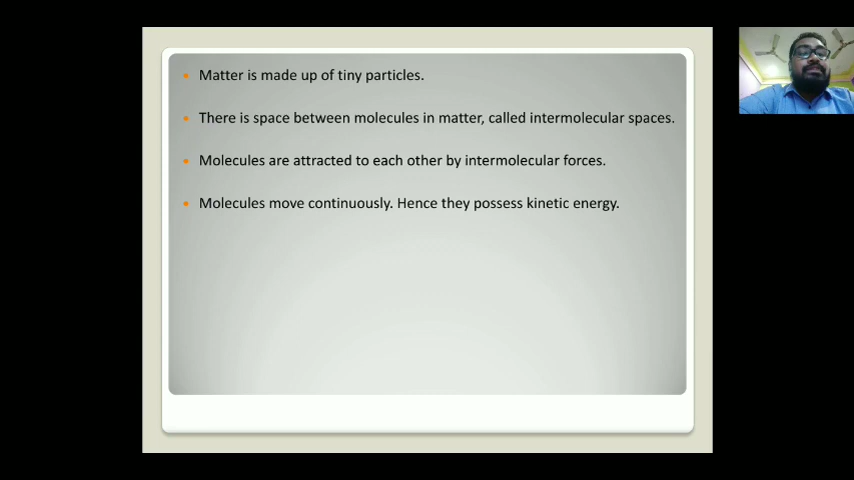 Matter is made up of tiny particles.
There is space between molecules in matter, called intermolecular spaces.
Molecules are attracted to each other by intermolecular forces.
Molecules move continuously. Hence they possess kinetic energy.